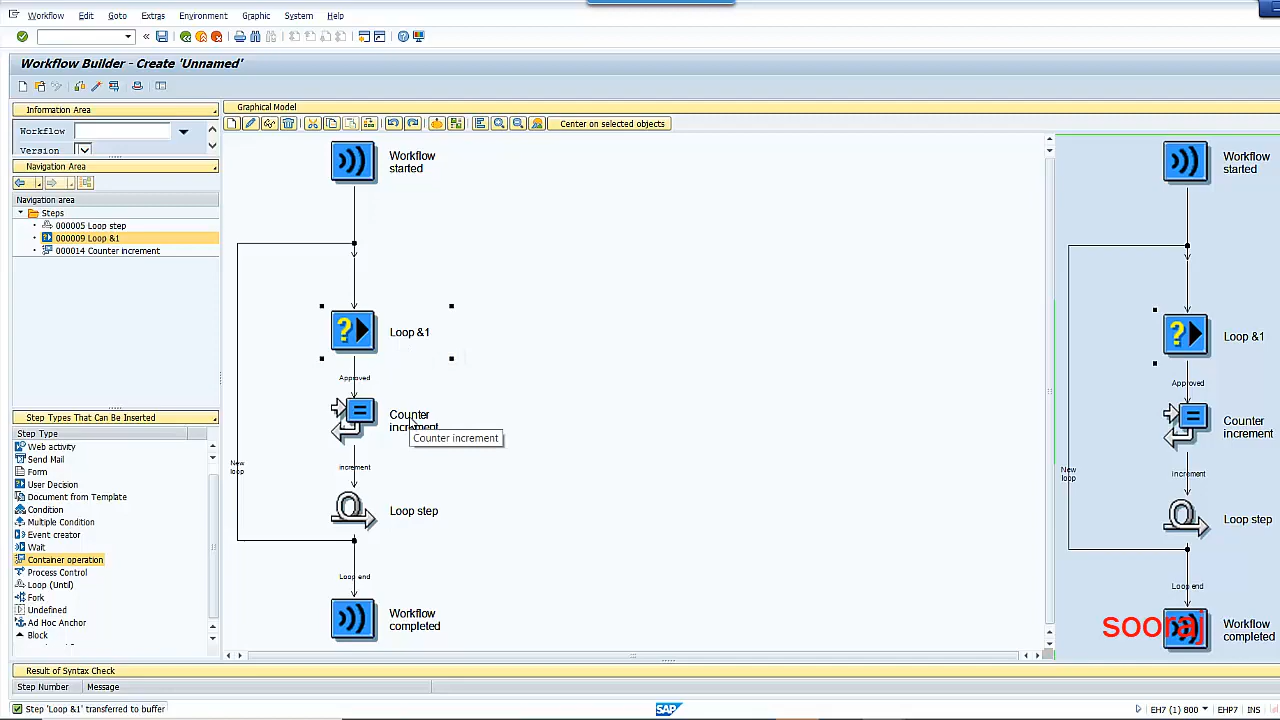 Workflow Edit Goto Extras Environment Graphic System Help
Workflow Builder - Create 'Unnamed'
Information Area
Workflow
Version
Navigation Area
Navigation area
Steps
000005 Loop step
000009 Loop &1
000014 Counter increment
Step Types That Can Be Inserted
Step Type
Web activity
Send Mail
Form
User Decision
Document from Template
Condition
Multiple Condition
Event creator
Wait
Container operation
Process Control
Loop (Until)
Fork
Undefined
Ad Hoc Anchor
Block
Graphical Model
Center on selected objects
Workflow
started
Loop &1
Approved
Counter
increment
Counter increment
New
loop
increment
Loop step
Loop end
Workflow
completed
Workflow
started
Loop &1
Approved
Counter
increment
New
loop
increment
Loop step
Loop end
Workflow
completed
sooraj
Result of Syntax Check
Step Number Message
Step 'Loop &1' transferred to buffer
SAP
EH7 (1) 800 EHP7 INS